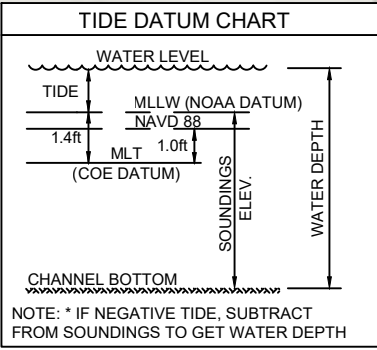 TIDE DATUM CHART
WATER LEVEL
TIDE
MLLW (NOAA DATUM)
NAVD 88
1.4ft
1.0ft
MLT
(COE DATUM)
SOUNDINGS
ELEV.
WATER DEPTH
CHANNEL BOTTOM
NOTE: * IF NEGATIVE TIDE, SUBTRACT
FROM SOUNDINGS TO GET WATER DEPTH